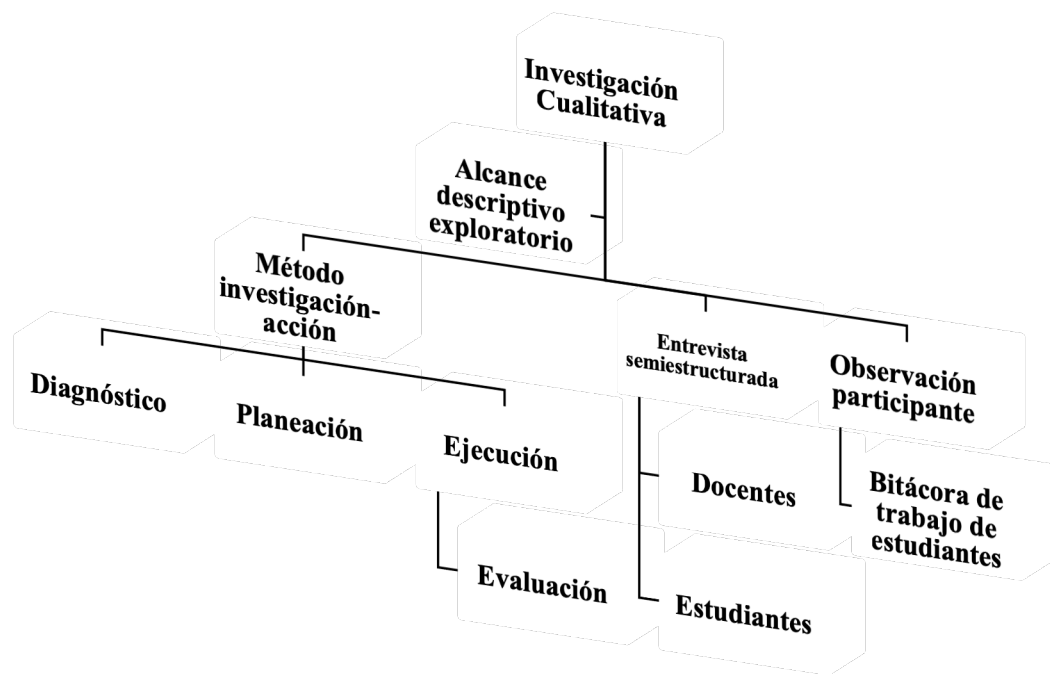 Investigación
Cualitativa
Alcance
descriptivo
exploratorio
Método
investigación-
acción
Entrevista
semiestructurada
Observación
participante
Diagnóstico
Planeación
Ejecución
Docentes
Bitácora de
trabajo de
estudiantes
Evaluación
Estudiantes